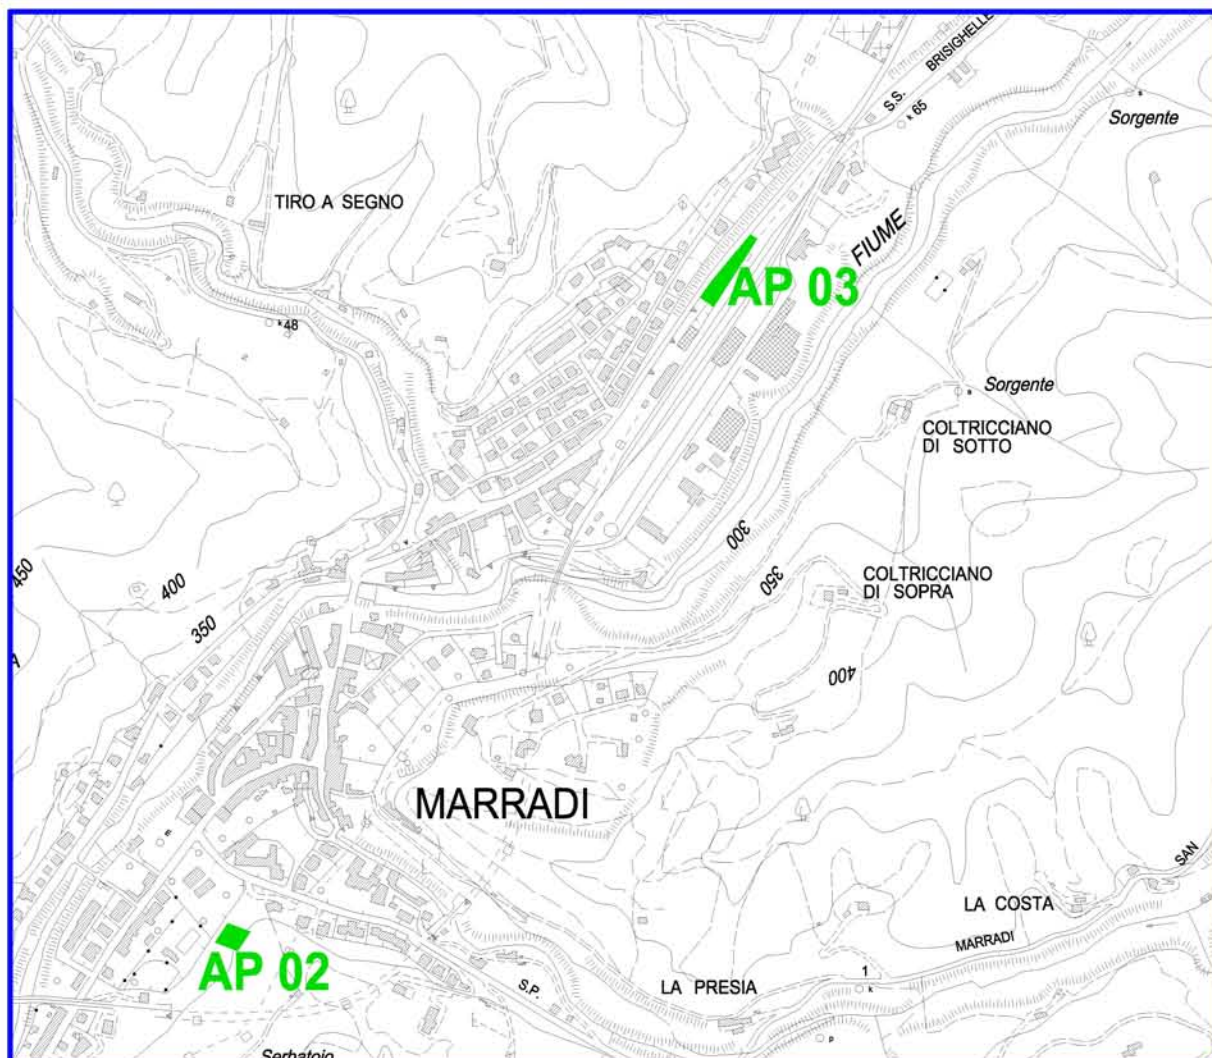 BRISIGHELLE
S.S.
k 65
Sorgente
TIRO A SEGNO
FIUME
AP 03
k 48
Sorgente
COLTRICCIANO
DI SOTTO
300
350
COLTRICCIANO
DI SOPRA
450
400
350
400
MARRADI
SAN
LA COSTA
MARRADI
AP 02
S.P.
LA PRESIA
1
k
Serbatoio